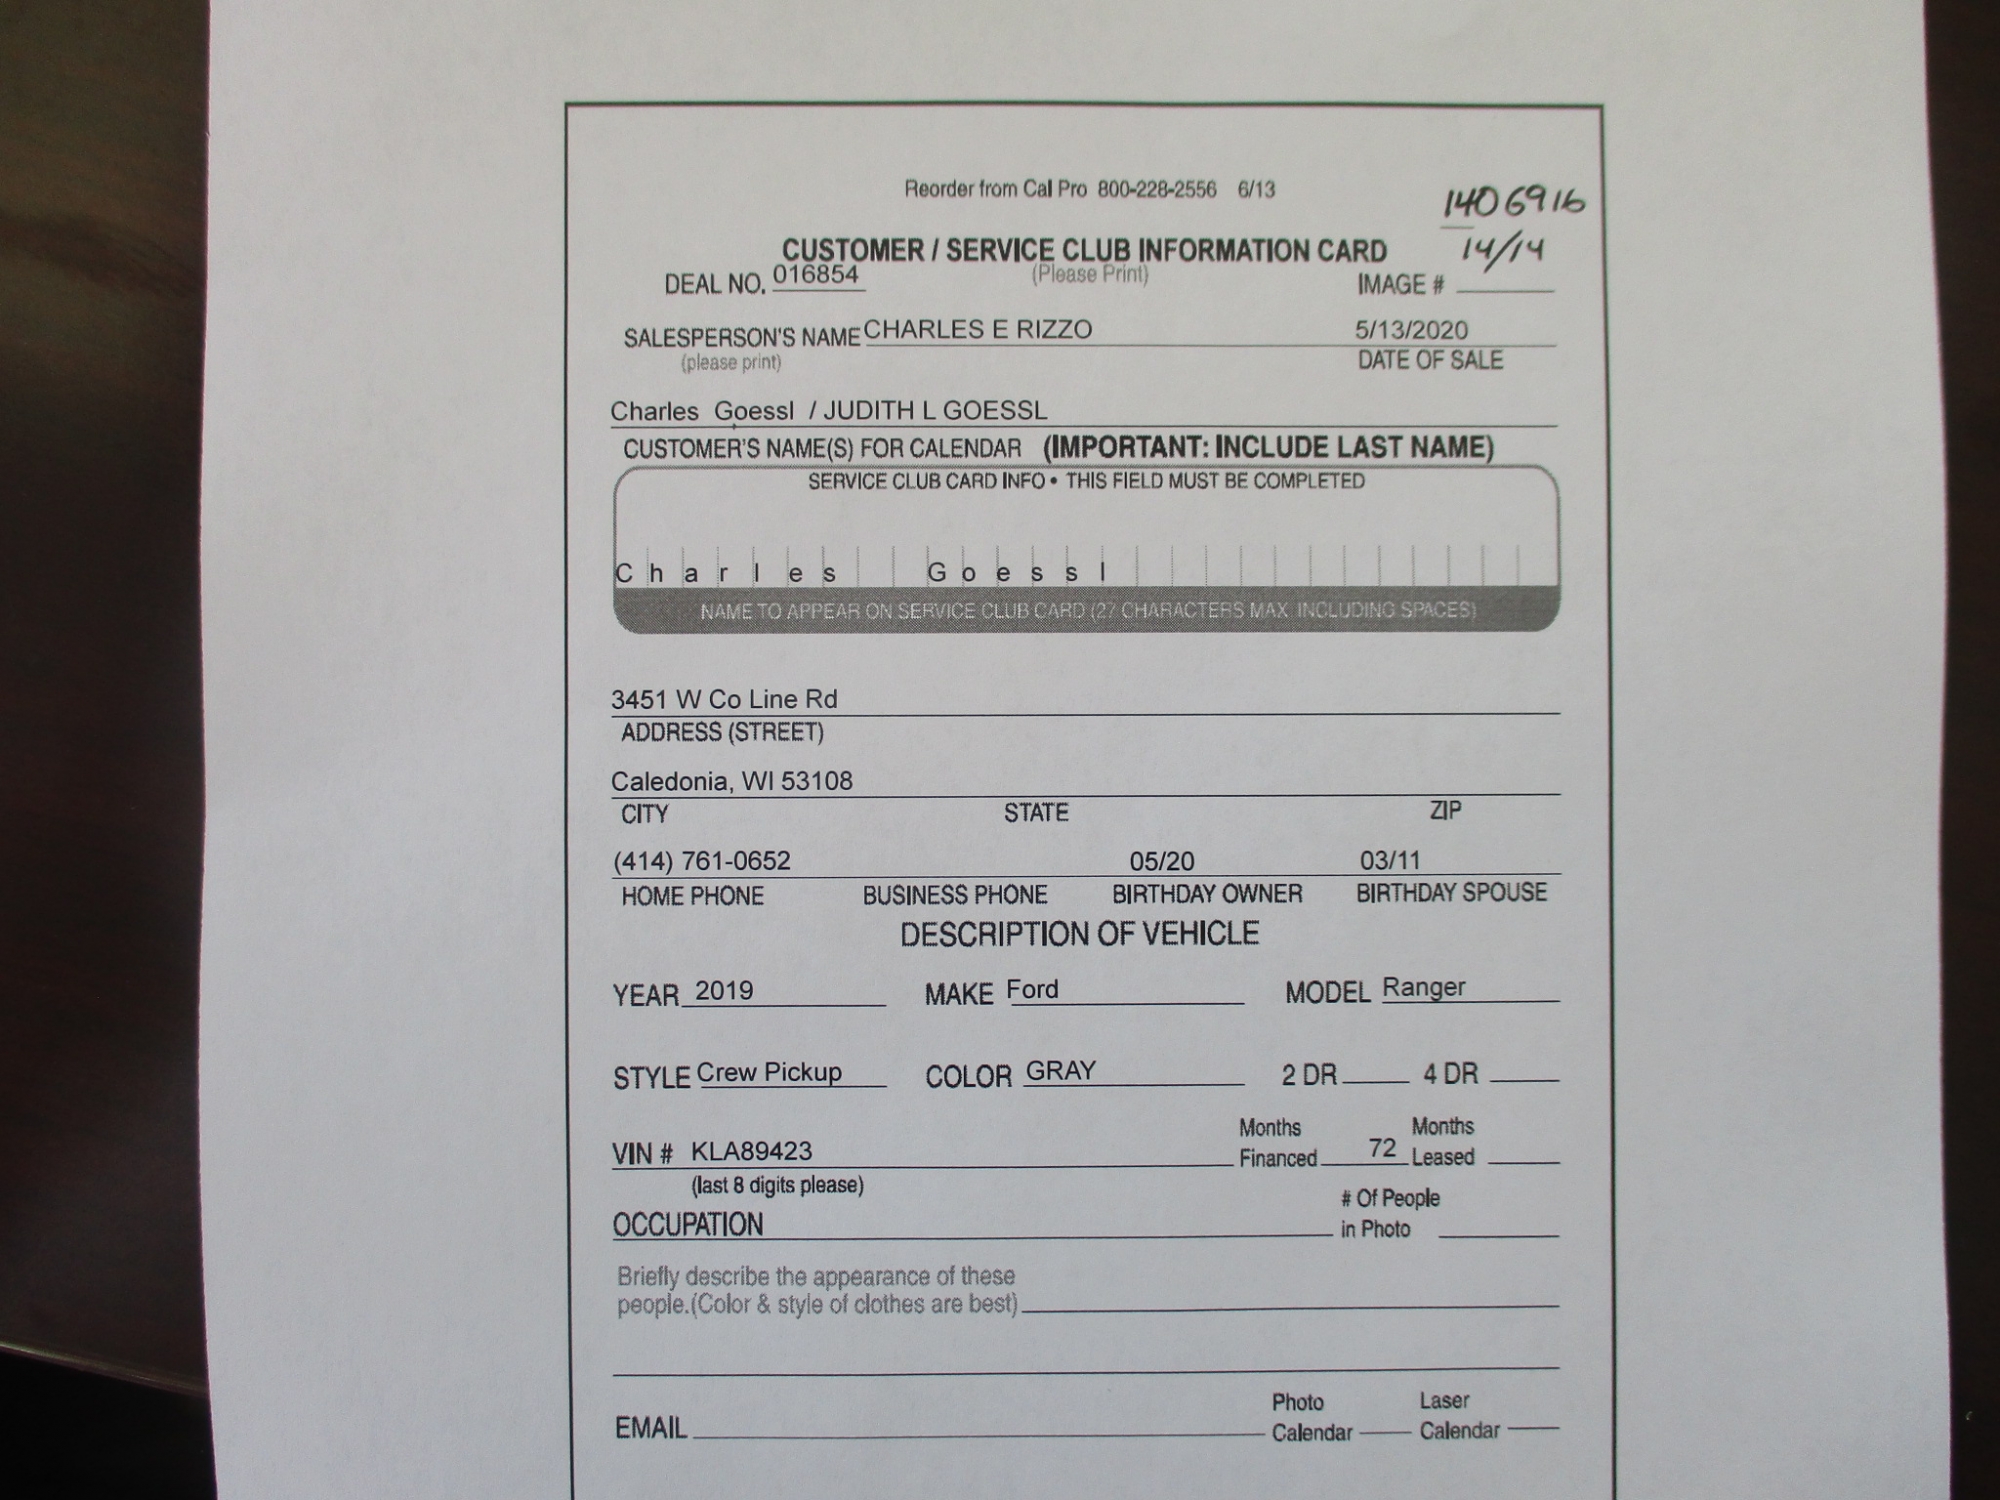 Reorder from Cal Pro 800-228-2556 6/13
1406916
14/14
CUSTOMER / SERVICE CLUB INFORMATION CARD
DEAL NO. 016854 (Please Print) IMAGE #
SALESPERSON'S NAME CHARLES E RIZZO 5/13/2020
(please print) DATE OF SALE
Charles Goessl / JUDITH L GOESSL
CUSTOMER'S NAME(S) FOR CALENDAR (IMPORTANT: INCLUDE LAST NAME)
SERVICE CLUB CARD INFO • THIS FIELD MUST BE COMPLETED
Charles Goessl
NAME TO APPEAR ON SERVICE CLUB CARD (27 CHARACTERS MAX. INCLUDING SPACES)
3451 W Co Line Rd
ADDRESS (STREET)
Caledonia, WI 53108
CITY STATE ZIP
(414) 761-0652 05/20 03/11
HOME PHONE BUSINESS PHONE BIRTHDAY OWNER BIRTHDAY SPOUSE
DESCRIPTION OF VEHICLE
YEAR 2019 MAKE Ford MODEL Ranger
STYLE Crew Pickup COLOR GRAY 2 DR 4 DR
VIN # KLA89423 Months Financed 72 Months Leased
(last 8 digits please)
OCCUPATION # Of People in Photo
Briefly describe the appearance of these
people.(Color & style of clothes are best)
EMAIL Photo Calendar Laser Calendar